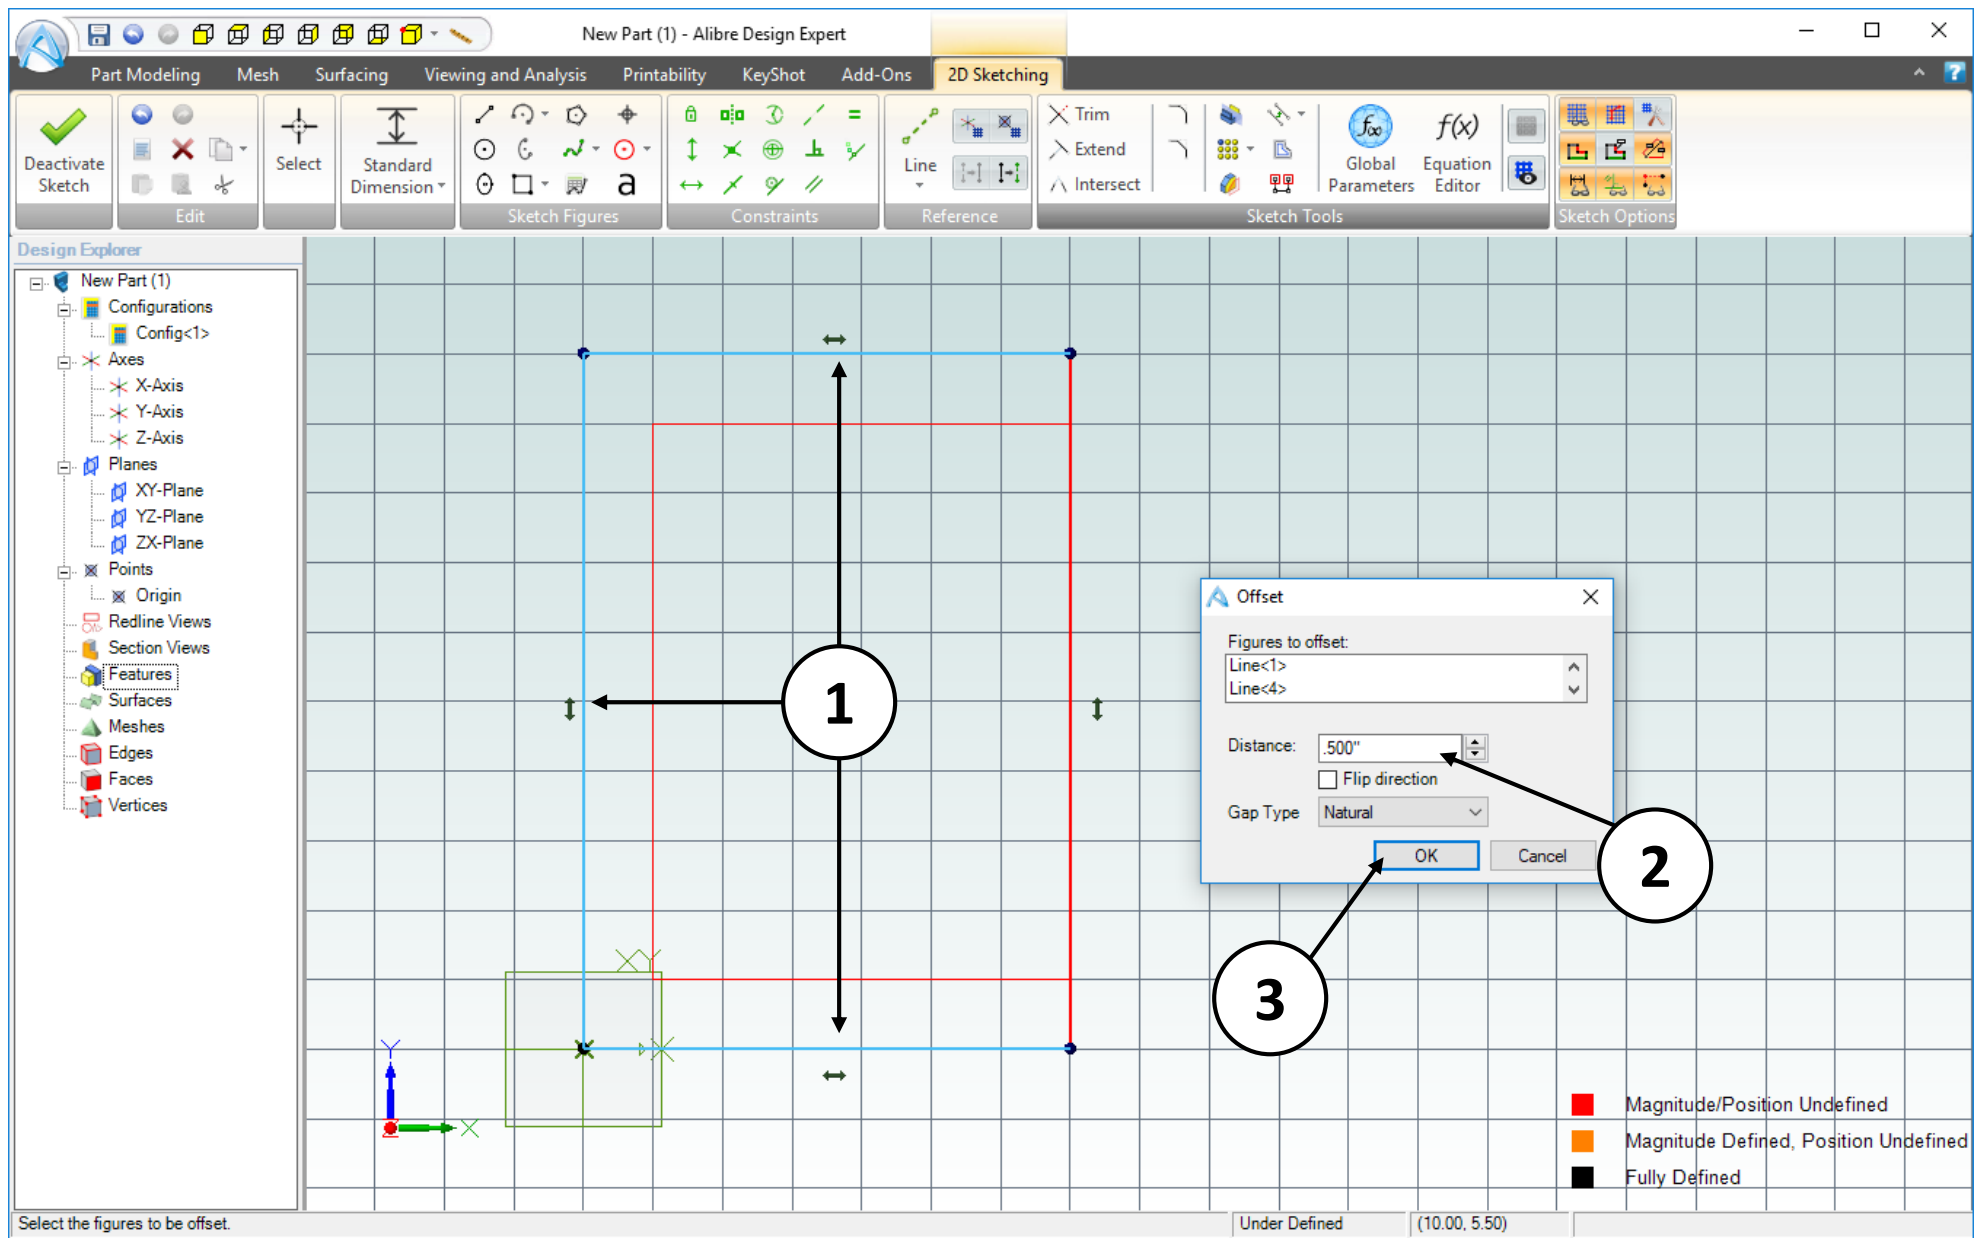 New Part (1) - Alibre Design Expert
Part Modeling Mesh Surfacing Viewing and Analysis Printability KeyShot Add-Ons 2D Sketching
Deactivate Sketch
Edit
Select
Standard Dimension
a
Sketch Figures
Constraints
Line
Reference
Trim
Extend
Intersect
Global Parameters
f(x)
Equation Editor
Sketch Tools
Sketch Options
Design Explorer
New Part (1)
Configurations
Config<1>
Axes
X-Axis
Y-Axis
Z-Axis
Planes
XY-Plane
YZ-Plane
ZX-Plane
Points
Origin
Redline Views
Section Views
Features
Surfaces
Meshes
Edges
Faces
Vertices
1
XY
Y
X
Z
Offset
Figures to offset:
Line<1>
Line<4>
Distance: .500"
Flip direction
Gap Type Natural
OK Cancel
2
3
Magnitude/Position Undefined
Magnitude Defined, Position Undefined
Fully Defined
Select the figures to be offset.
Under Defined (10.00, 5.50)